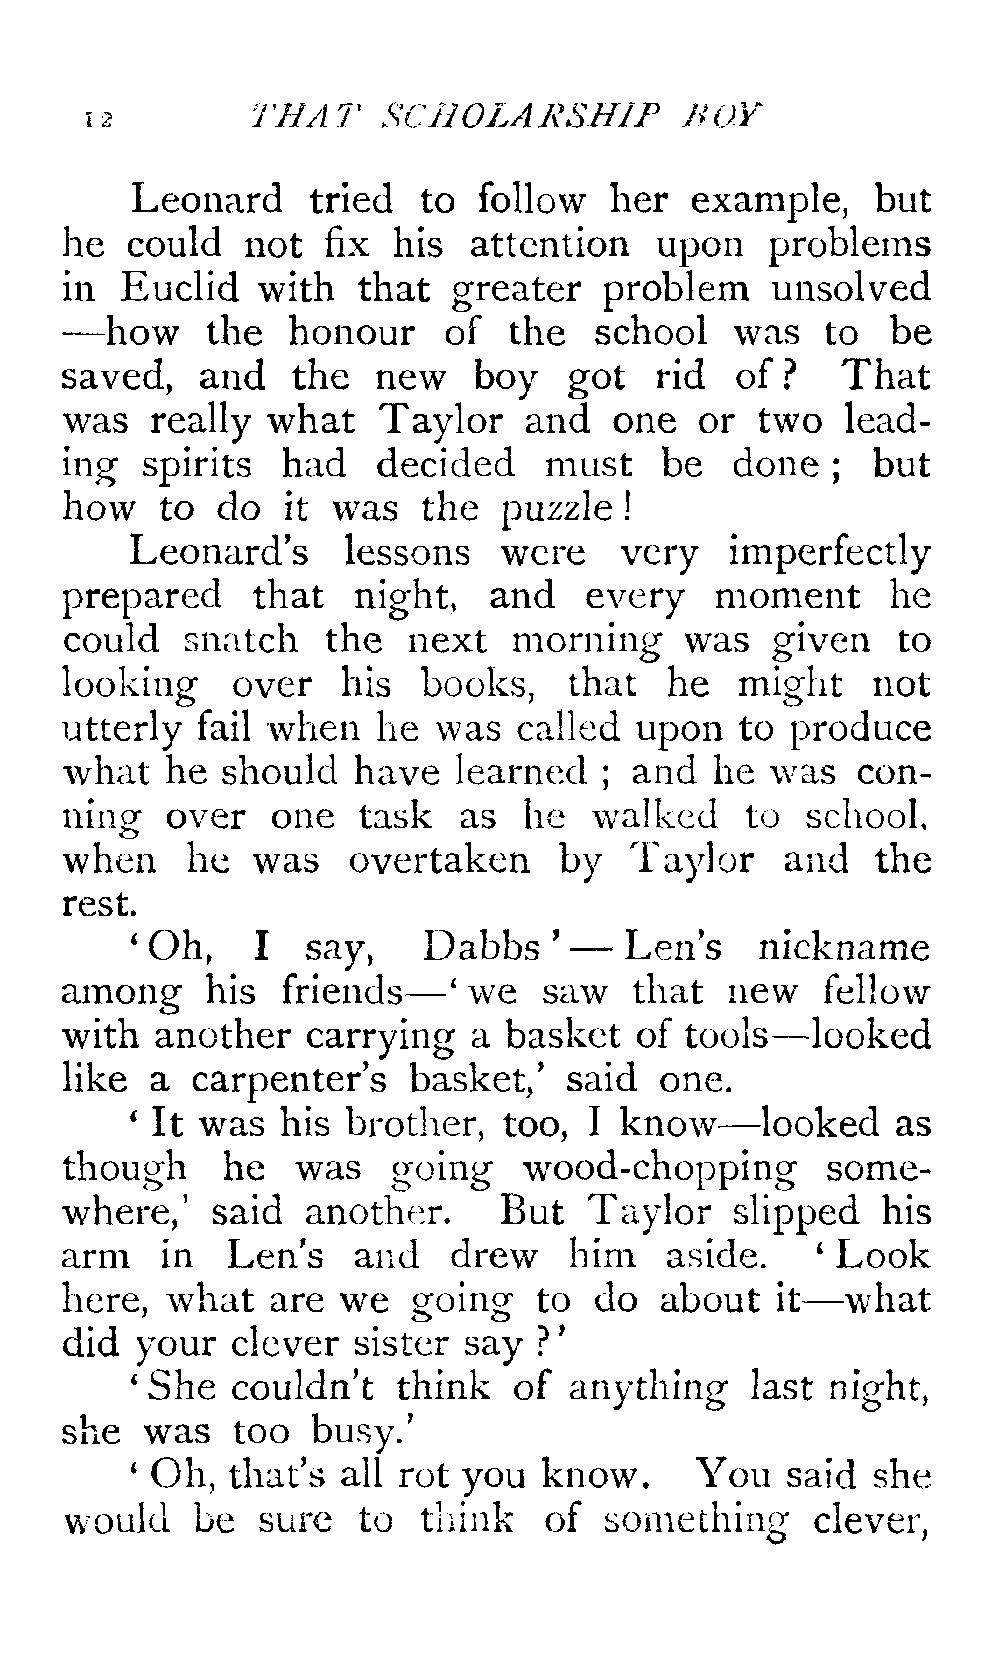 12 THAT SCHOLARSHIP BOY
Leonard tried to follow her example, but
he could not fix his attention upon problems
in Euclid with that greater problem unsolved
—how the honour of the school was to be
saved, and the new boy got rid of? That
was really what Taylor and one or two lead-
ing spirits had decided must be done; but
how to do it was the puzzle!
Leonard's lessons were very imperfectly
prepared that night, and every moment he
could snatch the next morning was given to
looking over his books, that he might not
utterly fail when he was called upon to produce
what he should have learned; and he was con-
ning over one task as he walked to school,
when he was overtaken by Taylor and the
rest.
'Oh, I say, Dabbs'—Len's nickname
among his friends—'we saw that new fellow
with another carrying a basket of tools—looked
like a carpenter's basket,' said one.
'It was his brother, too, I know—looked as
though he was going wood-chopping some-
where,' said another. But Taylor slipped his
arm in Len's and drew him aside. 'Look
here, what are we going to do about it—what
did your clever sister say?'
'She couldn't think of anything last night,
she was too busy.'
'Oh, that's all rot you know. You said she
would be sure to think of something clever,